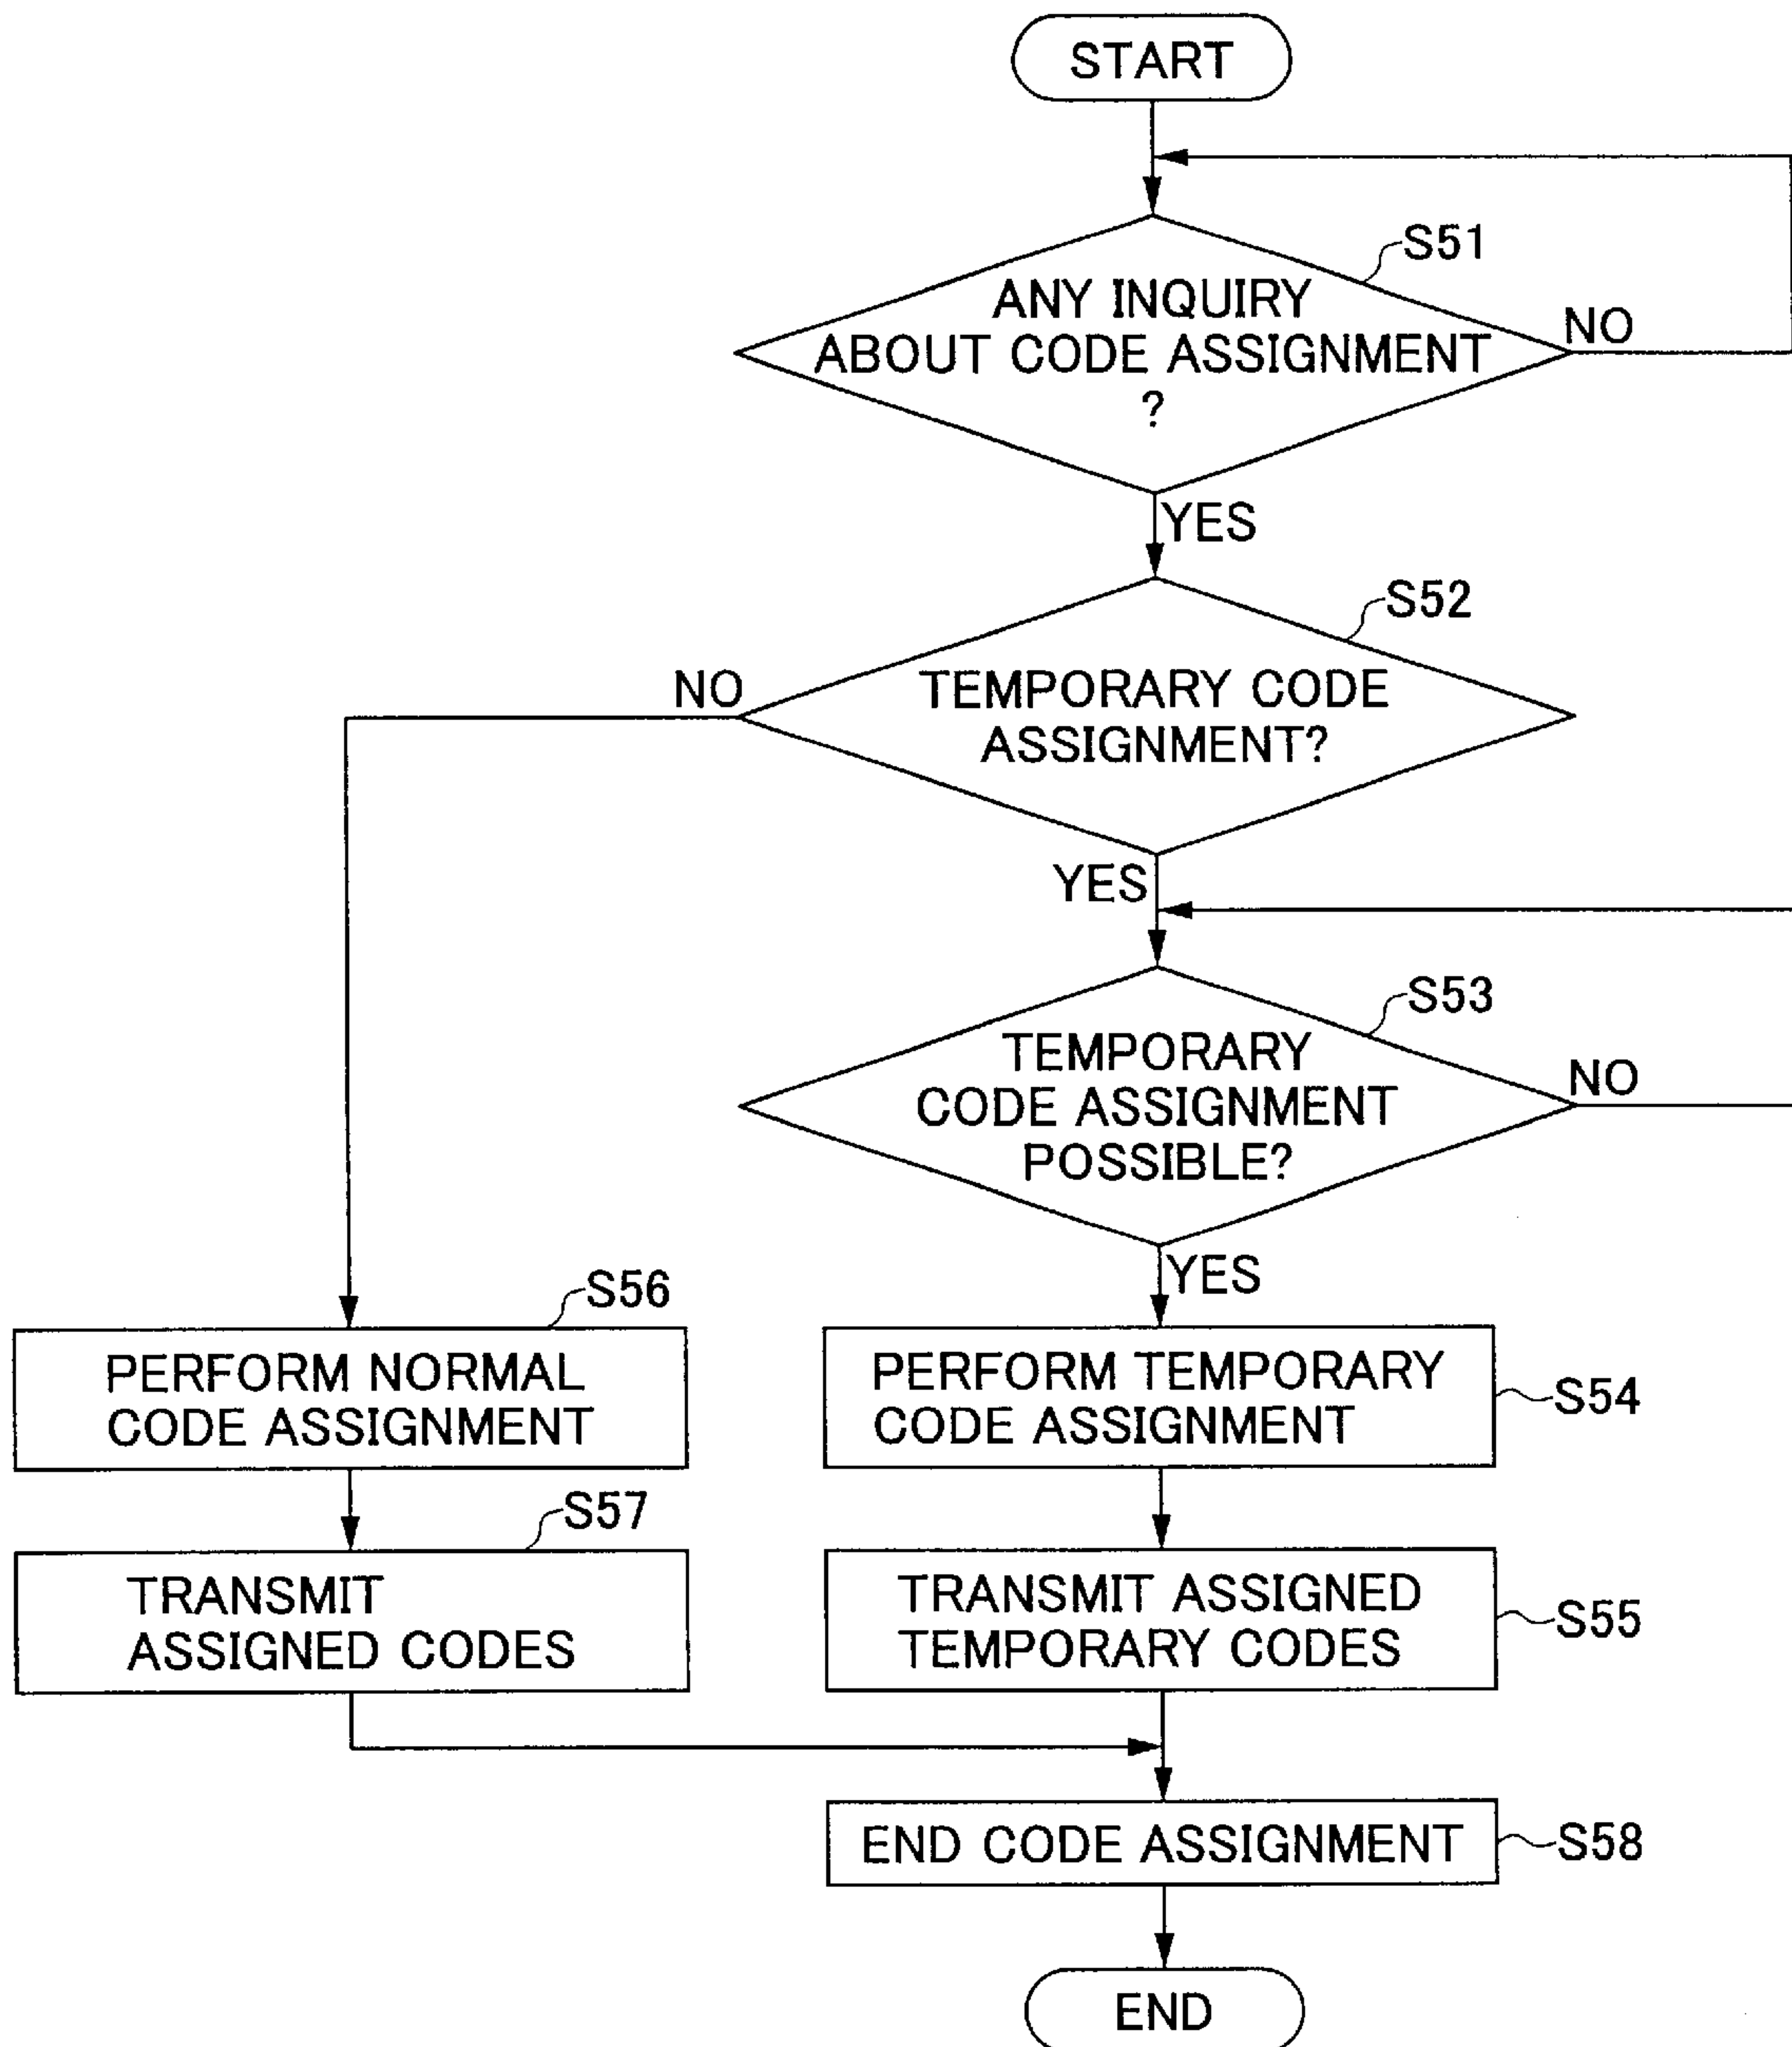 START
S51
ANY INQUIRY
ABOUT CODE ASSIGNMENT
?
NO
YES
S52
TEMPORARY CODE
ASSIGNMENT?
NO
YES
S53
TEMPORARY
CODE ASSIGNMENT
POSSIBLE?
NO
YES
S56
PERFORM NORMAL
CODE ASSIGNMENT
PERFORM TEMPORARY
CODE ASSIGNMENT
S54
S57
TRANSMIT
ASSIGNED CODES
TRANSMIT ASSIGNED
TEMPORARY CODES
S55
END CODE ASSIGNMENT
S58
END